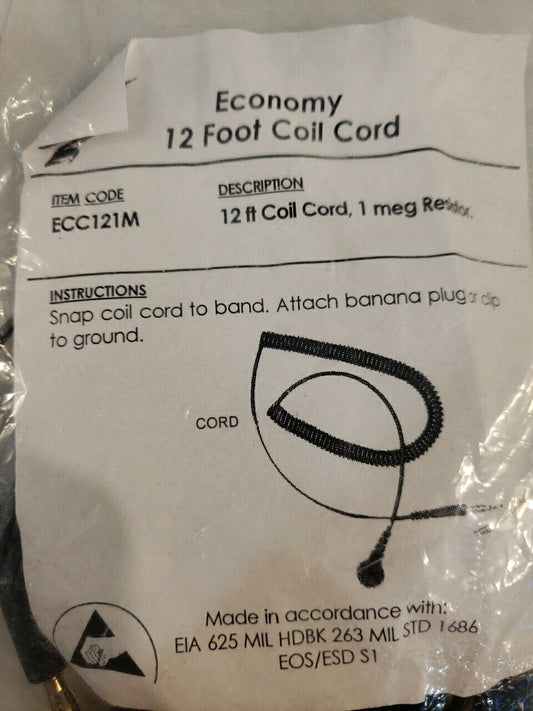 Economy
12 Foot Coil Cord
ITEM CODE
DESCRIPTION
ECC121M
12 ft Coil Cord, 1 meg Resistor.
INSTRUCTIONS
Snap coil cord to band. Attach banana plug or clip
to ground.
CORD
Made in accordance with:
EIA 625 MIL HDBK 263 MIL STD 1686
EOS/ESD S1